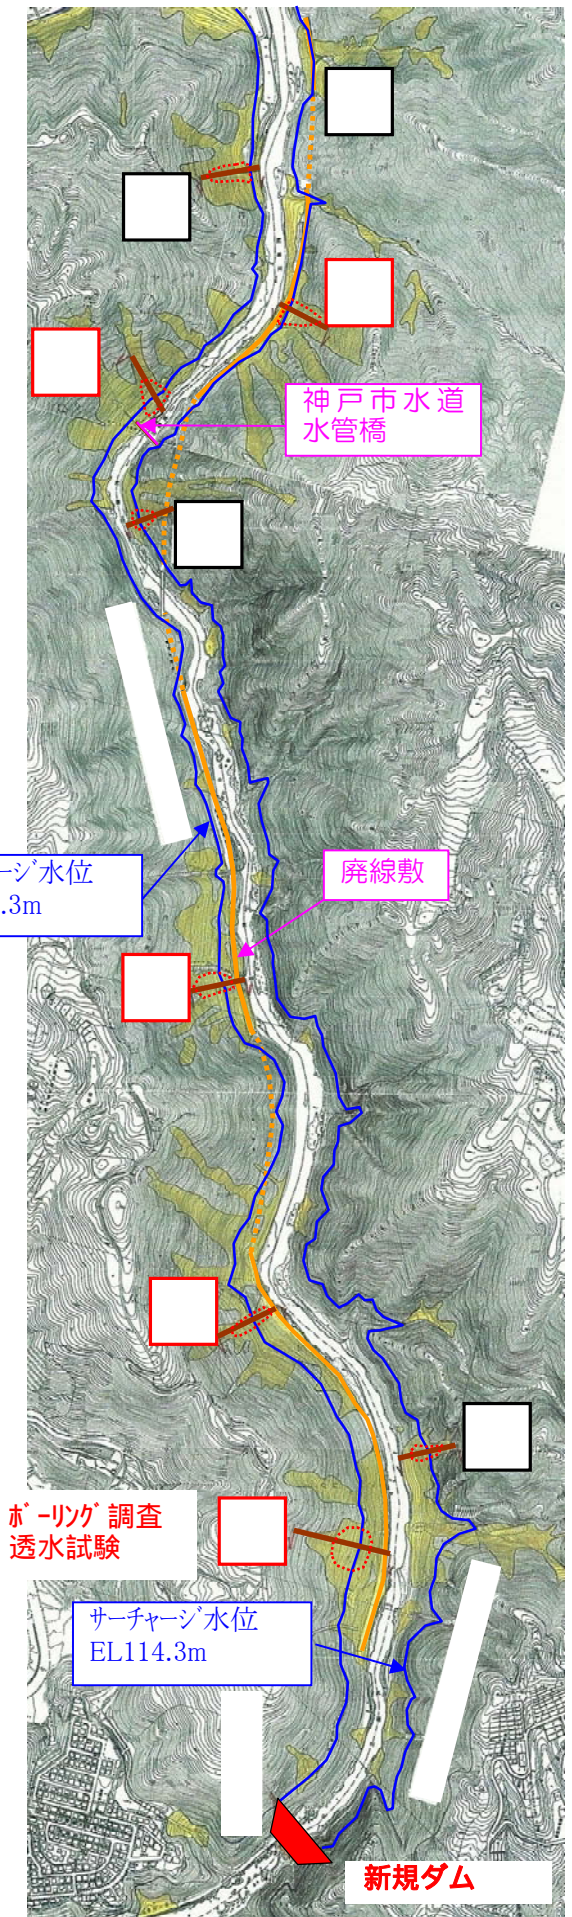 神戸市水道
水管橋
ージ水位
.3m
廃線敷
ボーリング調査
透水試験
サーチャージ水位
EL114.3m
新規ダム